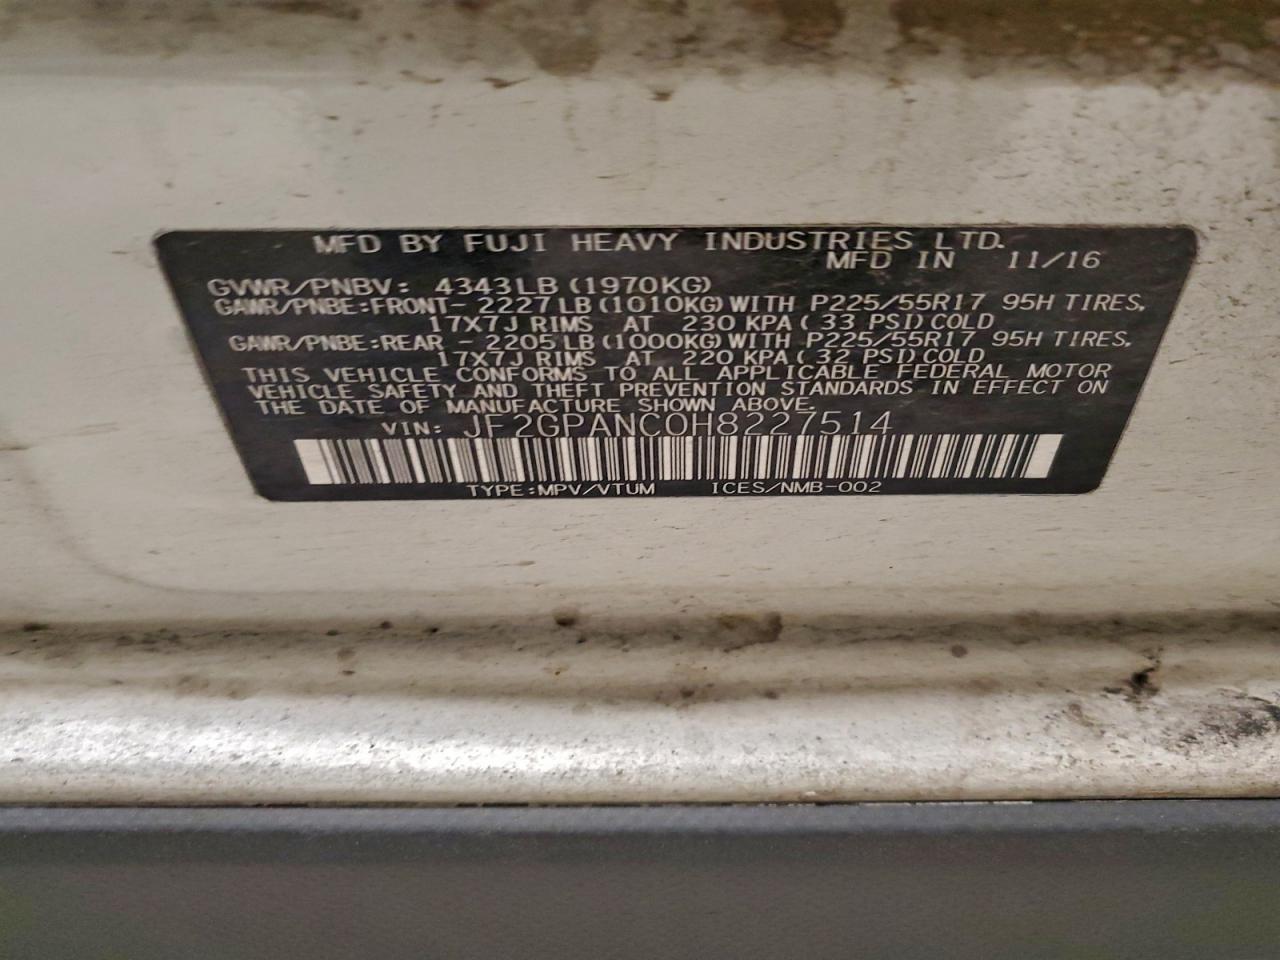 MFD BY FUJI HEAVY INDUSTRIES LTD.
MFD IN 11/16
GVWR/PNBV: 4343LB (1970KG)
GAWR/PNBE:FRONT- 2227LB (1010KG) WITH P225/55R17 95H TIRES,
17X7J RIMS AT 230 KPA ( 33 PSI) COLD
GAWR/PNBE:REAR - 2205LB (1000KG) WITH P225/55R17 95H TIRES,
17X7J RIMS AT 220 KPA ( 32 PSI) COLD
THIS VEHICLE CONFORMS TO ALL APPLICABLE FEDERAL MOTOR
VEHICLE SAFETY AND THEFT PREVENTION STANDARDS IN EFFECT ON
THE DATE OF MANUFACTURE SHOWN ABOVE.
VIN: JF2GPANC0H8227514
TYPE:MPV/VTUM ICES/NMB-002